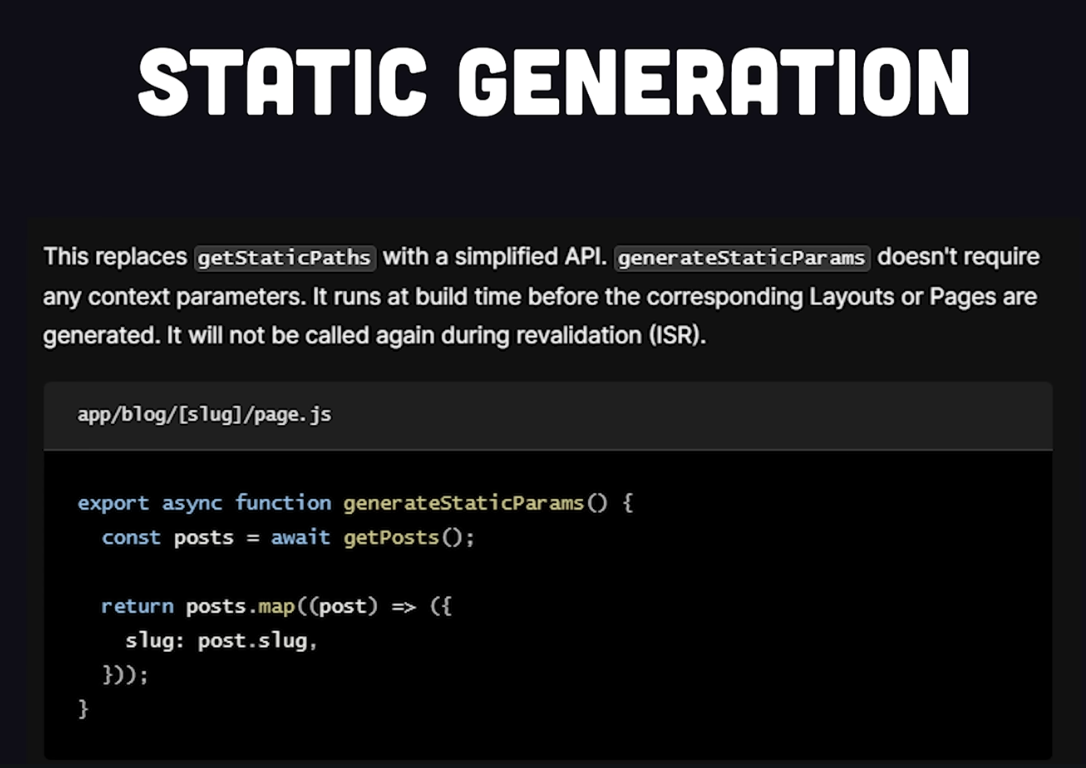 STATIC GENERATION
This replaces getStaticPaths with a simplified API. generateStaticParams doesn't require
any context parameters. It runs at build time before the corresponding Layouts or Pages are
generated. It will not be called again during revalidation (ISR).
app/blog/[slug]/page.js
export async function generateStaticParams() {
  const posts = await getPosts();

  return posts.map((post) => ({
    slug: post.slug,
  }));
}